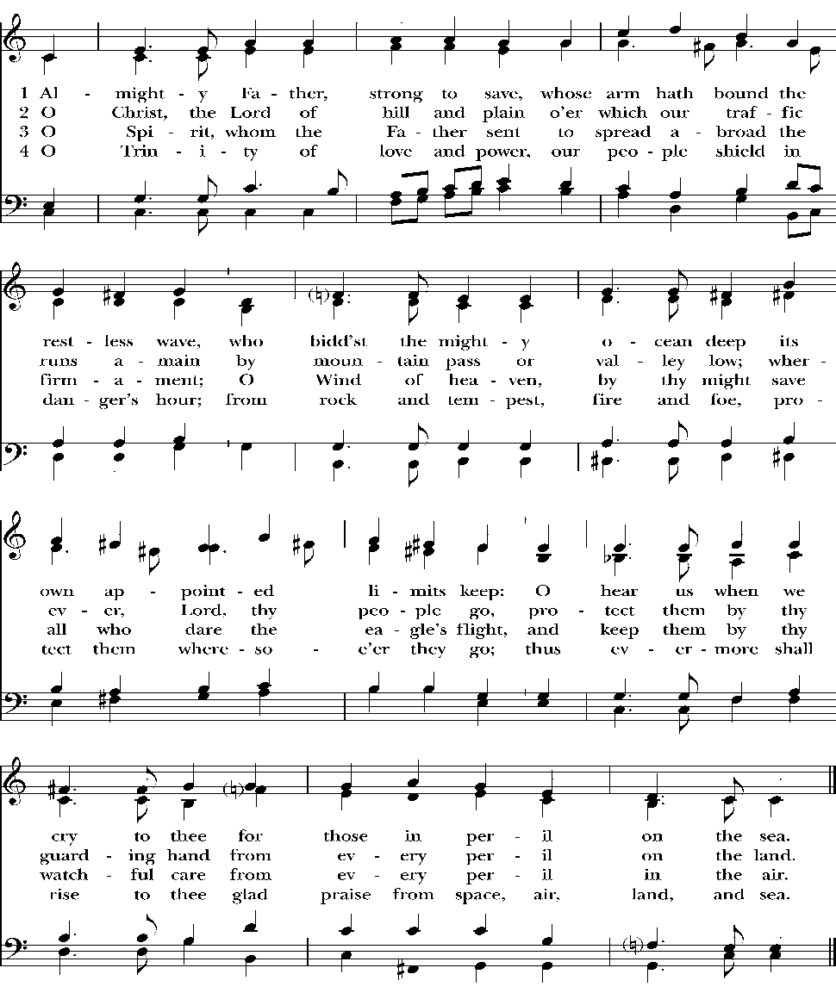 1 Al - might - y Fa - ther, strong to save, whose arm hath bound the
2 O Christ, the Lord of hill and plain o'er which our traf - fic
3 O Spi - rit, whom the Fa - ther sent to spread a - broad the
4 O Trin - i - ty of love and power, our peo - ple shield in
rest - less wave, who bidd'st the might - y o - cean deep its
runs a - main by moun - tain pass or val - ley low; wher -
firm - a - ment; O Wind of hea - ven, by thy might save
dan - ger's hour; from rock and tem - pest, fire and foe, pro -
own ap - point - ed li - mits keep: O hear us when we
ev - er, Lord, thy peo - ple go, pro - tect them by thy
all who dare the ea - gle's flight, and keep them by thy
tect them where - so - e'er they go; thus ev - er - more shall
cry to thee for those in per - il on the sea.
guard - ing hand from ev - ery per - il on the land.
watch - ful care from ev - ery per - il in the air.
rise to thee glad praise from space, air, land, and sea.